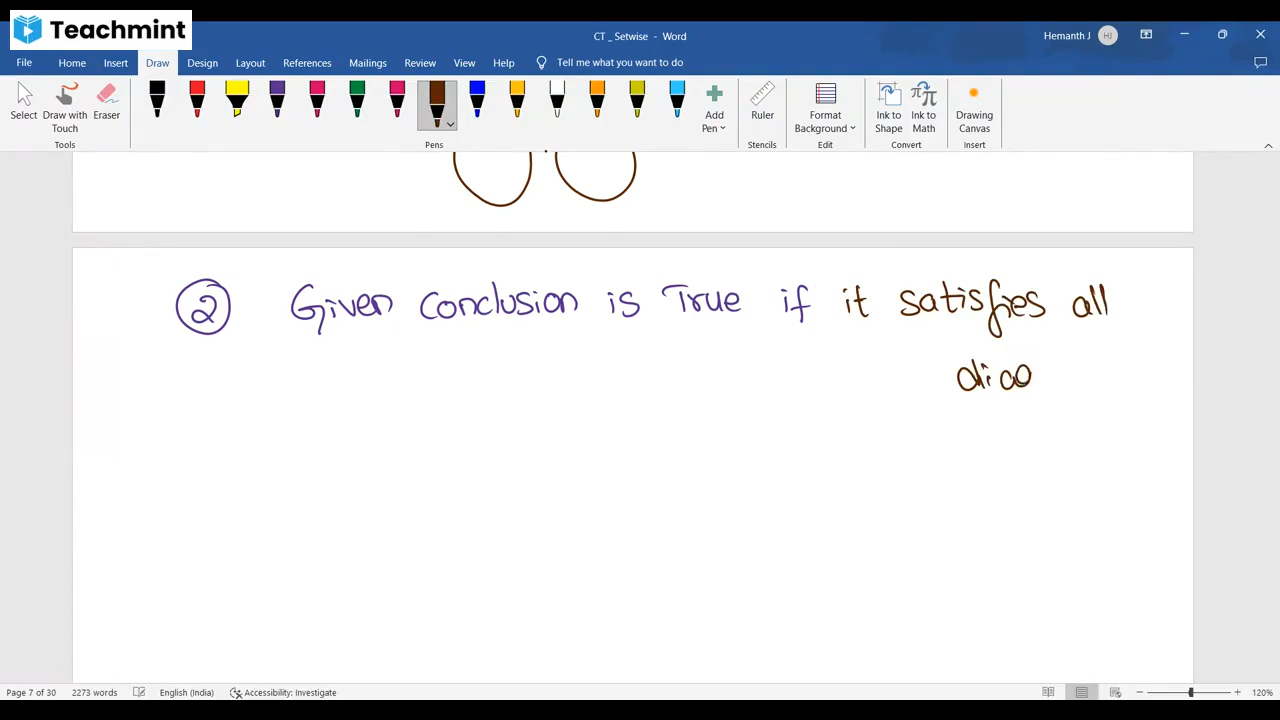 Teachmint
CT _ Setwise - Word
Hemanth J HJ
File Home Insert Draw Design Layout References Mailings Review View Help Tell me what you want to do
Select Draw with Touch Eraser Add Pen Ruler Format Background Ink to Shape Ink to Math Drawing Canvas
Tools Pens Stencils Edit Convert Insert
② Given conclusion is True if it satisfies all
Page 7 of 30 2273 words English (India) Accessibility: Investigate 120%